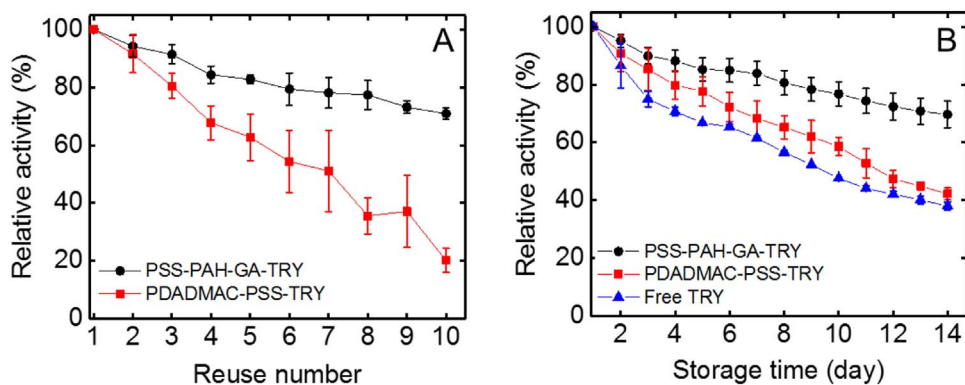 A
Relative activity (%)
100
80
60
40
20
0
PSS-PAH-GA-TRY
PDADMAC-PSS-TRY
1 2 3 4 5 6 7 8 9 10
Reuse number
B
Relative activity (%)
100
80
60
40
20
0
PSS-PAH-GA-TRY
PDADMAC-PSS-TRY
Free TRY
2 4 6 8 10 12 14
Storage time (day)